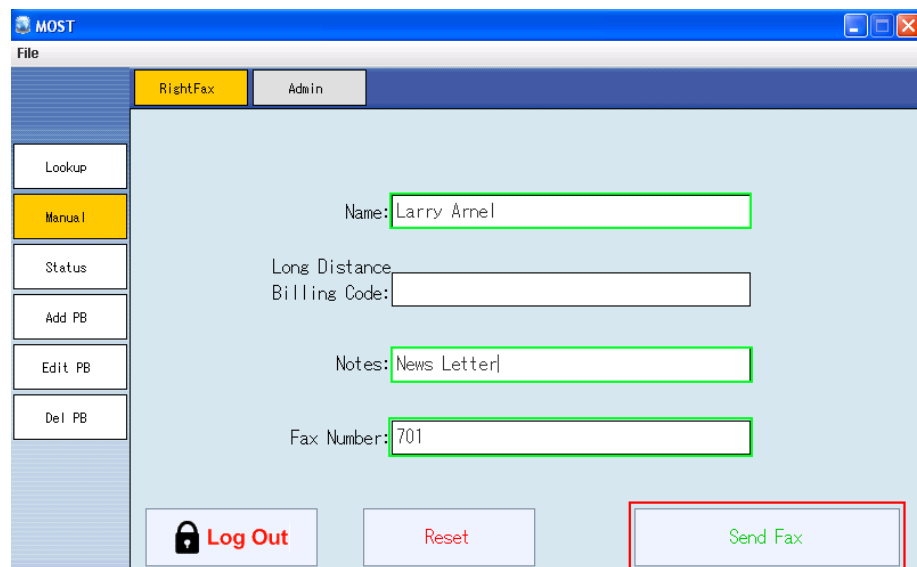 MOST
File
RightFax Admin
Lookup
Manual
Status
Add PB
Edit PB
Del PB
Name: Larry Arnel
Long Distance
Billing Code:
Notes: News Letter
Fax Number: 701
Log Out
Reset
Send Fax